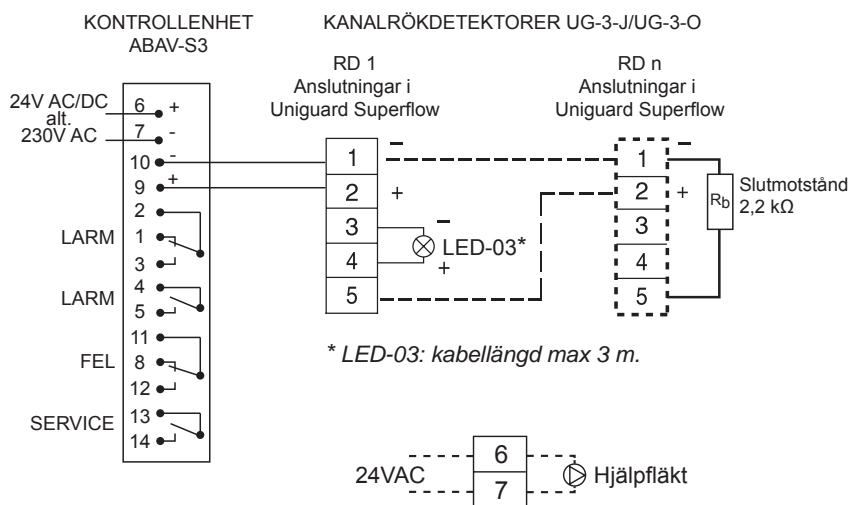 KONTROLLENHET
ABAV-S3
KANALRÖKDETEKTORER UG-3-J/UG-3-O
RD 1
Anslutningar i
Uniguard Superflow
RD n
Anslutningar i
Uniguard Superflow
24V AC/DC
alt.
230V AC
6 +
7 -
10 -
9 +
2
LARM 1
3
LARM 4
5
11
FEL 8
12
SERVICE 13
14
1 −
2 +
3 −
4 +
5
LED-03*
1 −
2 +
3
4
5
Rb
Slutmotstånd
2,2 kΩ
* LED-03: kabellängd max 3 m.
24VAC
6
7
Hjälpfläkt